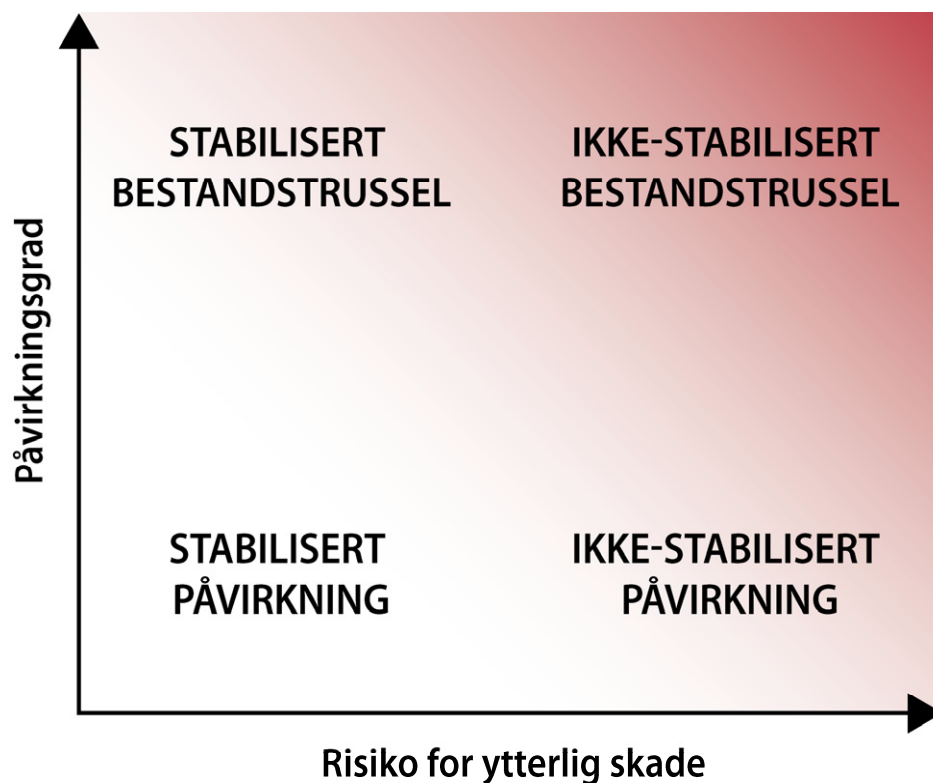 STABILISERT
BESTANDSTRUSSEL
IKKE-STABILISERT
BESTANDSTRUSSEL
Påvirkningsgrad
STABILISERT
PÅVIRKNING
IKKE-STABILISERT
PÅVIRKNING
Risiko for ytterlig skade